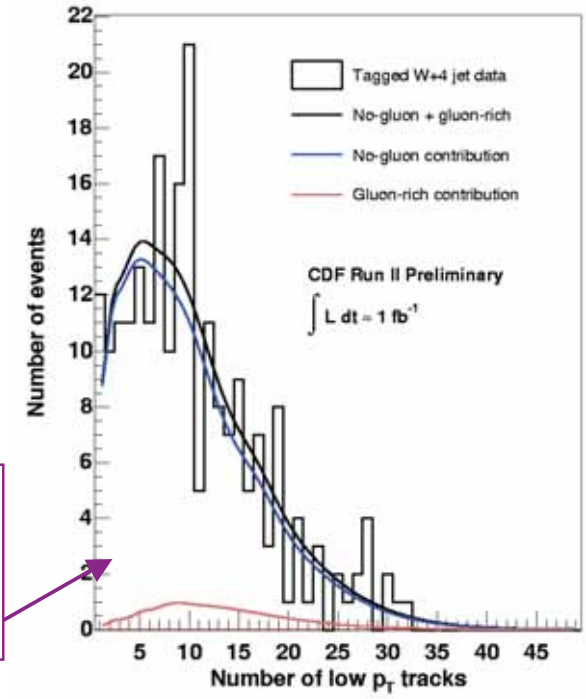 22
20
18
16
14
12
10
8
6
4
2
0
Number of events
Tagged W+4 jet data
No-gluon + gluon-rich
No-gluon contribution
Gluon-rich contribution
CDF Run II Preliminary
∫ L dt = 1 fb⁻¹
5 10 15 20 25 30 35 40 45
Number of low pT tracks